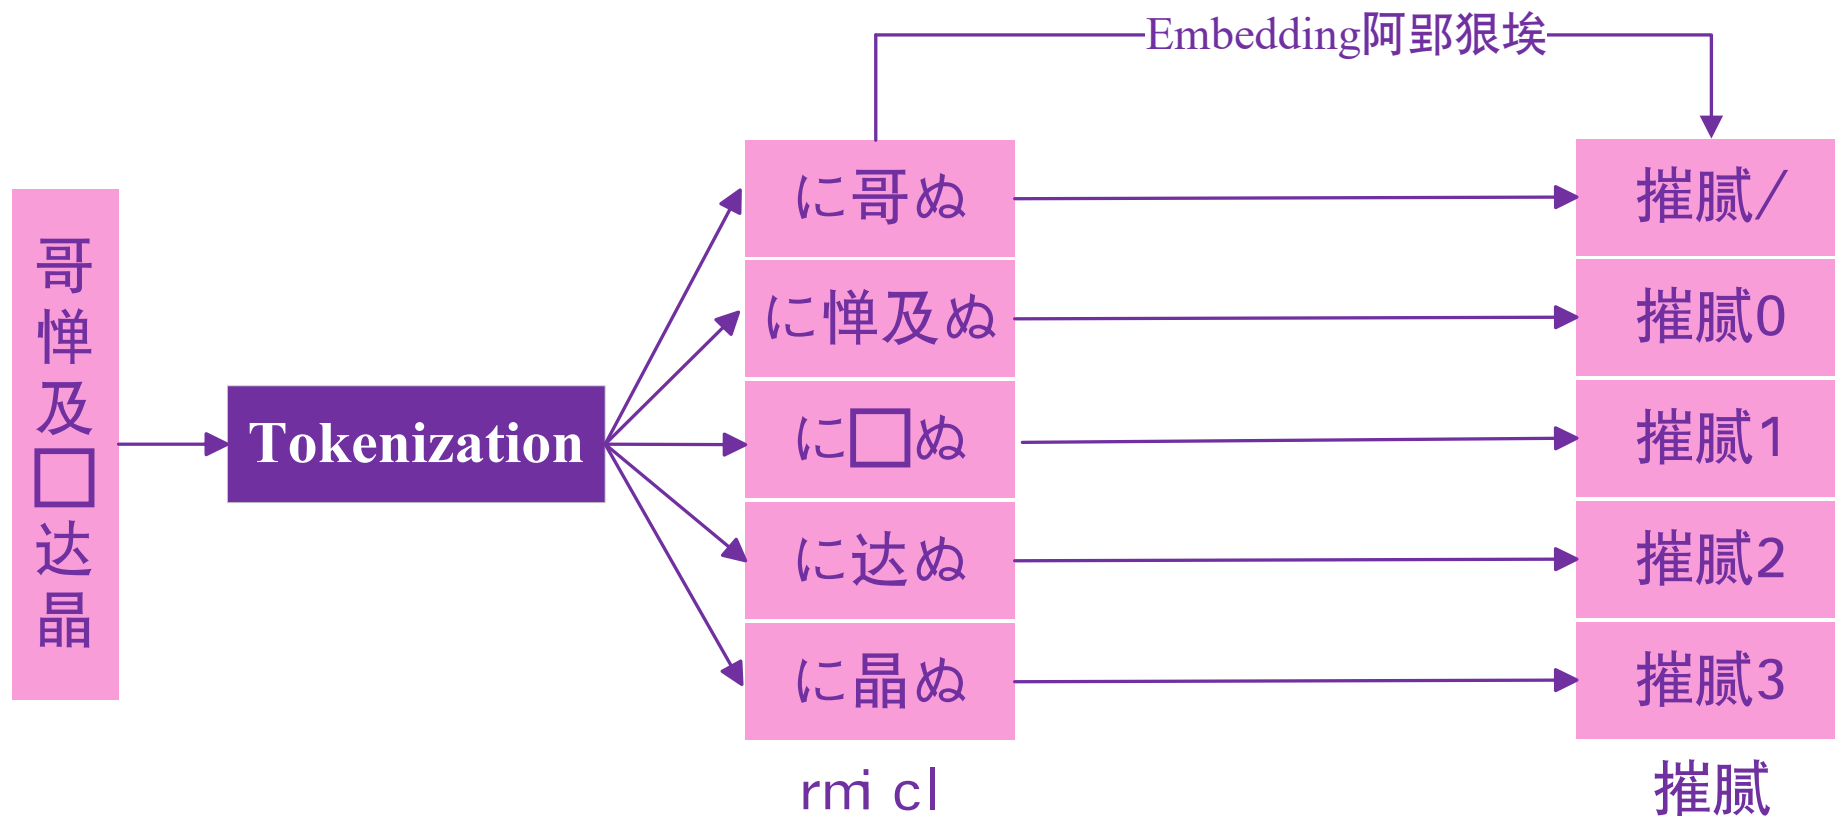 Embedding阿郢狠埃
哥惮及□达晶
Tokenization
に哥ぬ
に惮及ぬ
に□ぬ
に达ぬ
に晶ぬ
摧腻/
摧腻0
摧腻1
摧腻2
摧腻3
rmi cl
摧腻